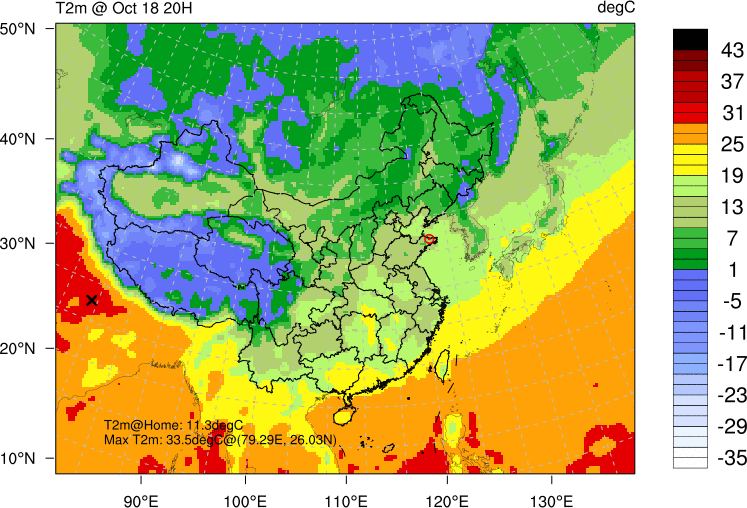 T2m @ Oct 18 20H
degC
50°N
40°N
30°N
20°N
10°N
90°E
100°E
110°E
120°E
130°E
T2m@Home: 11.3degC
Max T2m: 33.5degC@(79.29E, 26.03N)
43
37
31
25
19
13
7
1
-5
-11
-17
-23
-29
-35